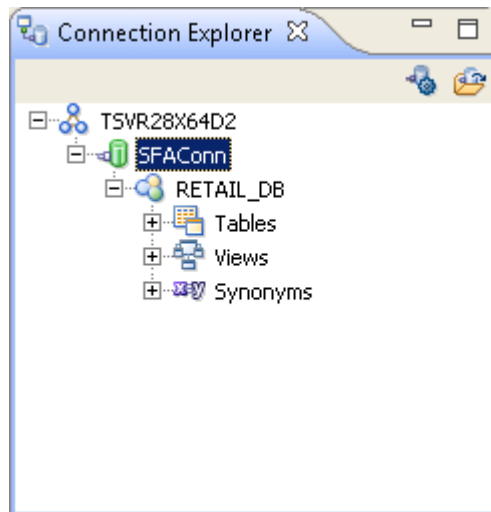 Connection Explorer
TSVR28X64D2
SFAConn
RETAIL_DB
Tables
Views
Synonyms